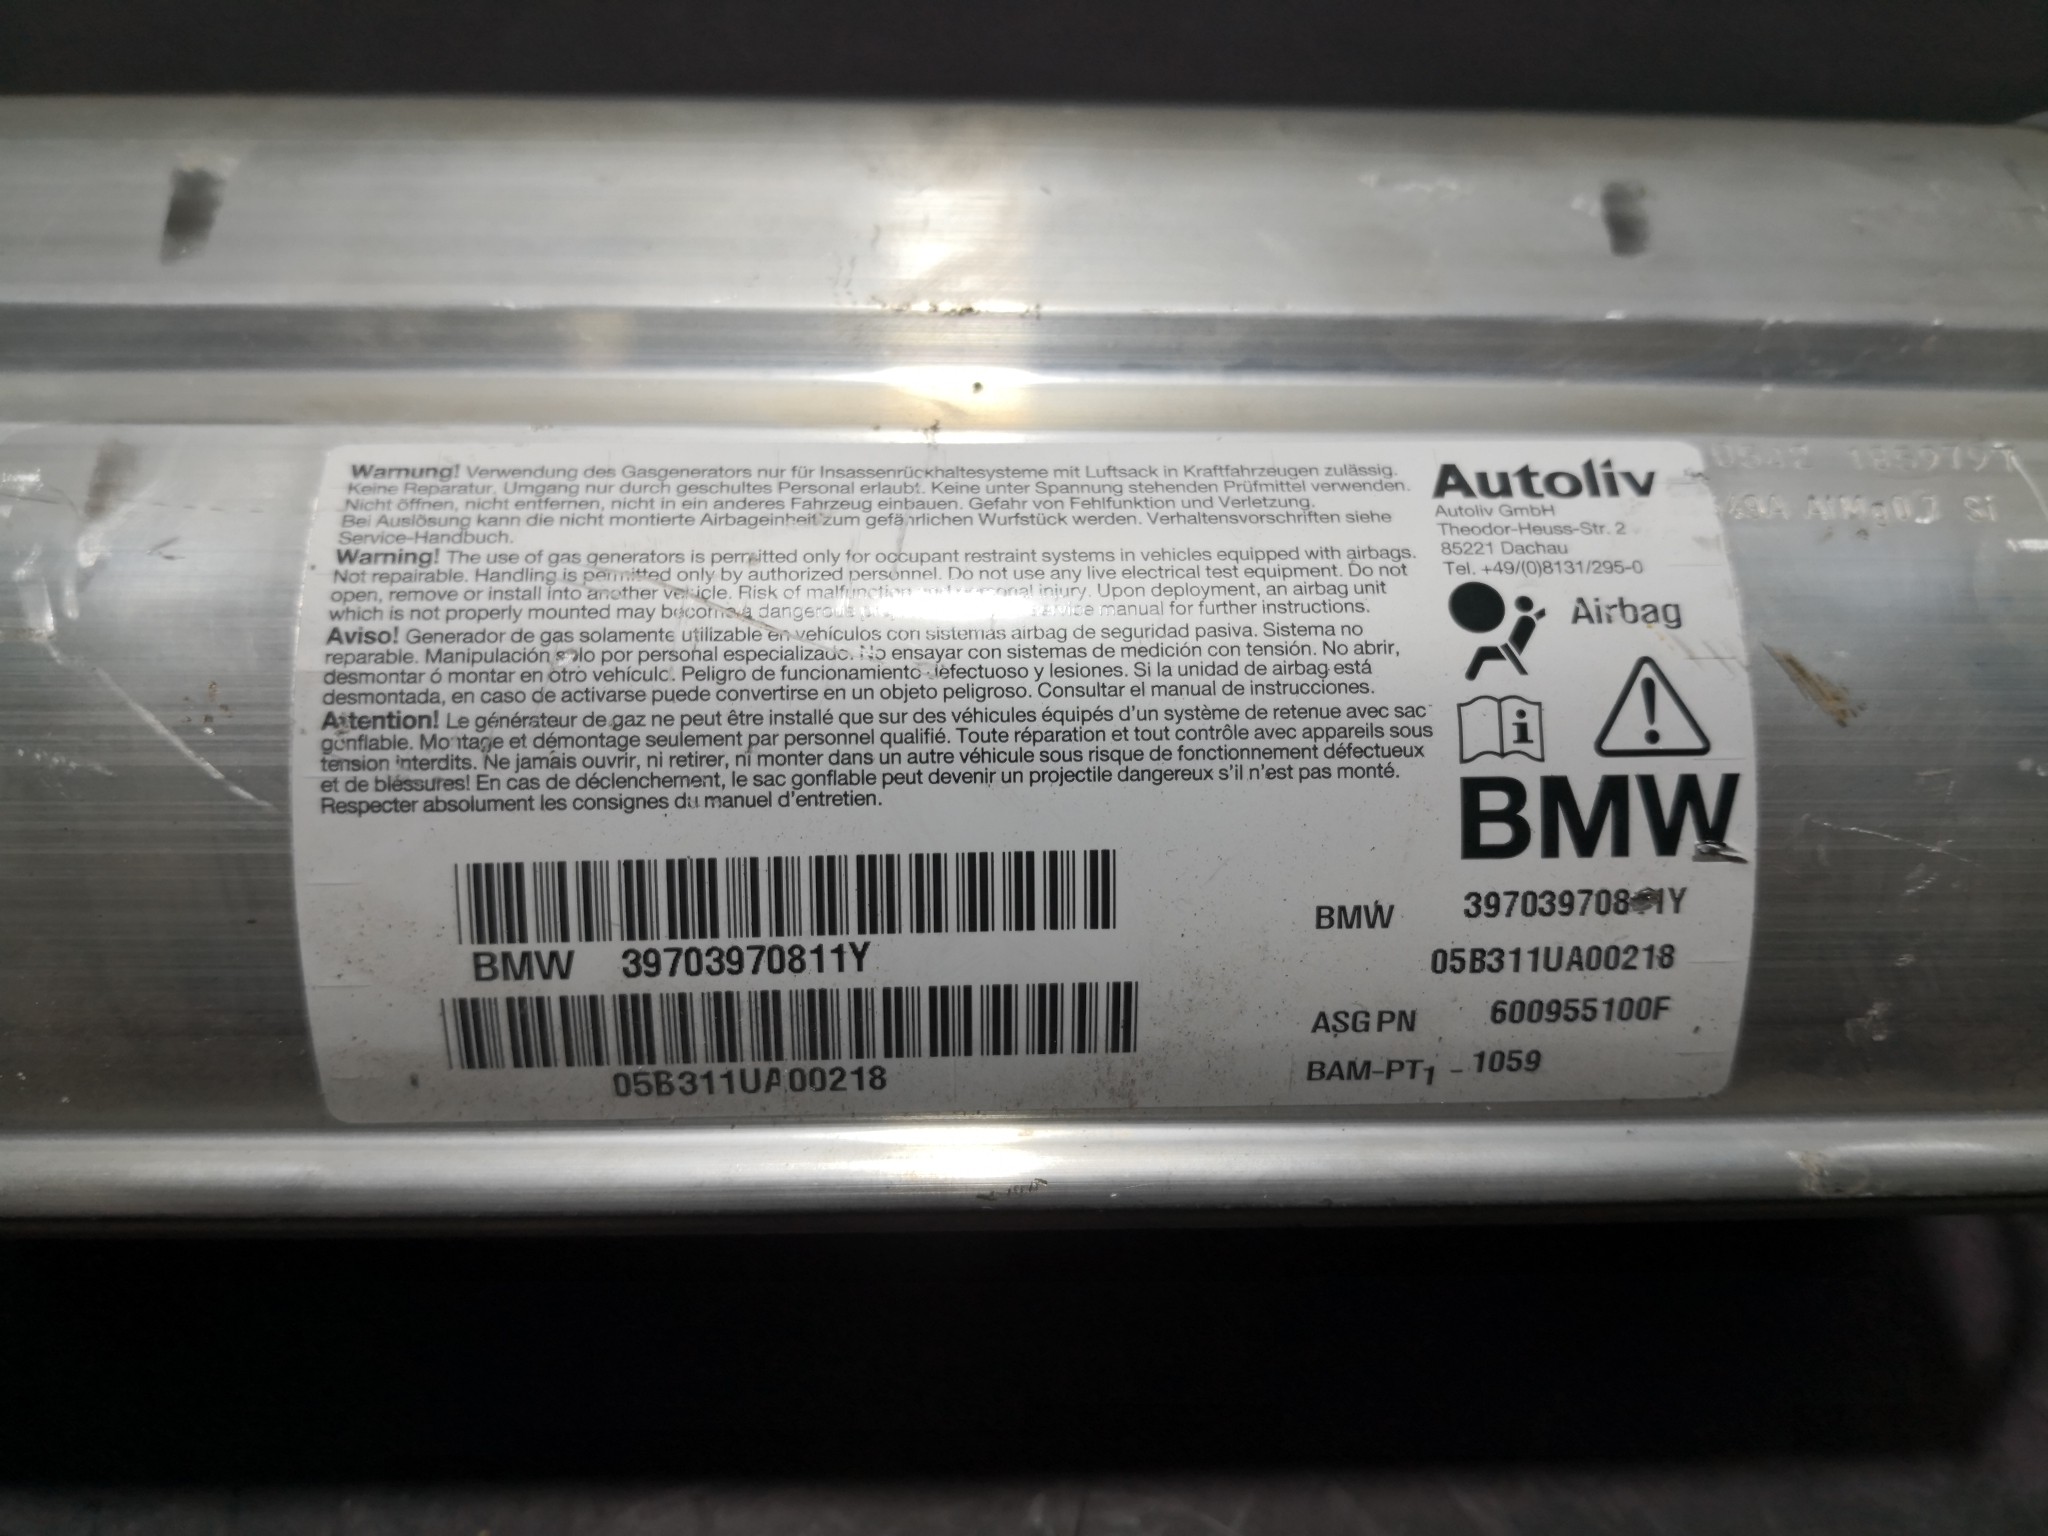 Warnung! Verwendung des Gasgenerators nur für Insassenrückhaltesysteme mit Luftsack in Kraftfahrzeugen zulässig.
Keine Reparatur. Umgang nur durch geschultes Personal erlaubt. Keine unter Spannung stehenden Prüfmittel verwenden.
Nicht öffnen, nicht entfernen, nicht in ein anderes Fahrzeug einbauen. Gefahr von Fehlfunktion und Verletzung.
Bei Auslösung kann die nicht montierte Airbageinheit zum gefährlichen Wurfstück werden. Verhaltensvorschriften siehe
Service-Handbuch.
Warning! The use of gas generators is permitted only for occupant restraint systems in vehicles equipped with airbags.
Not repairable. Handling is permitted only by authorized personnel. Do not use any live electrical test equipment. Do not
open, remove or install into another vehicle. Risk of malfunction injury. Upon deployment, an airbag unit
which is not properly mounted may become a dangerous manual for further instructions.
Aviso! Generador de gas solamente utilizable en vehículos con sistemas airbag de seguridad pasiva. Sistema no
reparable. Manipulación solo por personal especializado. No ensayar con sistemas de medición con tensión. No abrir,
desmontar ó montar en otro vehículo. Peligro de funcionamiento defectuoso y lesiones. Si la unidad de airbag está
desmontada, en caso de activarse puede convertirse en un objeto peligroso. Consultar el manual de instrucciones.
Attention! Le générateur de gaz ne peut être installé que sur des véhicules équipés d'un système de retenue avec sac
gonflable. Montage et démontage seulement par personnel qualifié. Toute réparation et tout contrôle avec appareils sous
tension interdits. Ne jamais ouvrir, ni retirer, ni monter dans un autre véhicule sous risque de fonctionnement défectueux
et de bléssures! En cas de déclenchement, le sac gonflable peut devenir un projectile dangereux s'il n'est pas monté.
Respecter absolument les consignes du manuel d'entretien.
Autoliv
Autoliv GmbH
Theodor-Heuss-Str. 2
85221 Dachau
Tel. +49/(0)8131/295-0
Airbag
BMW
BMW 39703970811Y
05B311UA00218
BMW 39703970811Y
05B311UA00218
ASG PN 600955100F
BAM-PT1 - 1059
Si